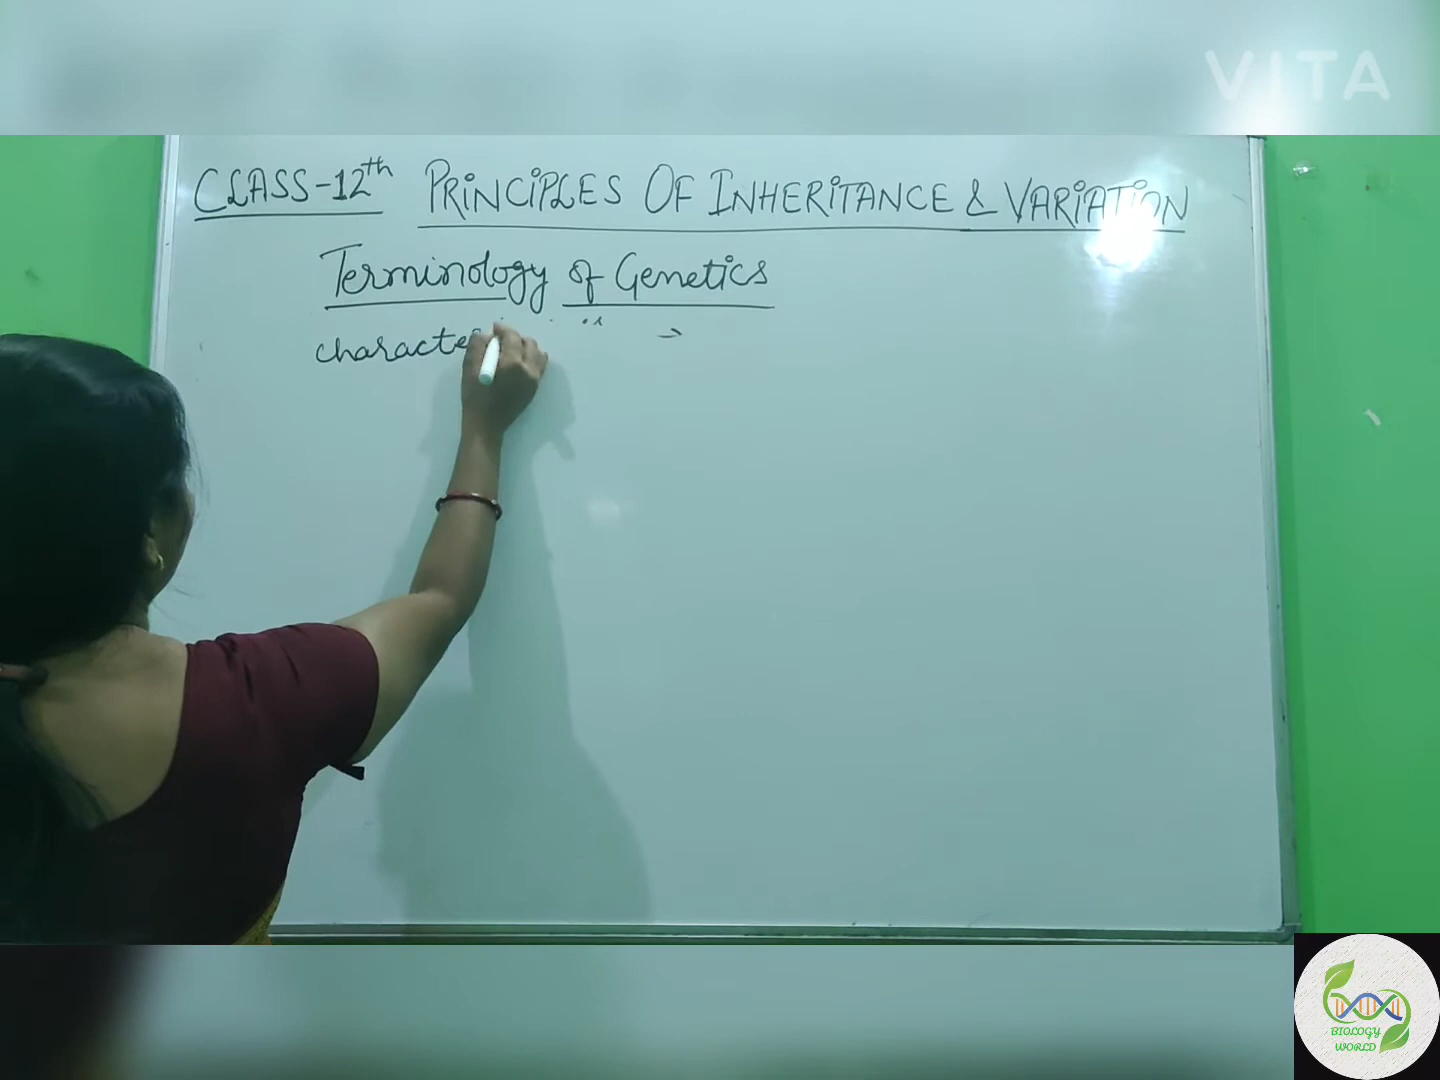 VITA
CLASS-12th PRINCIPLES OF INHERITANCE & VARIATION
Terminology of Genetics
characte
BIOLOGY
WORLD